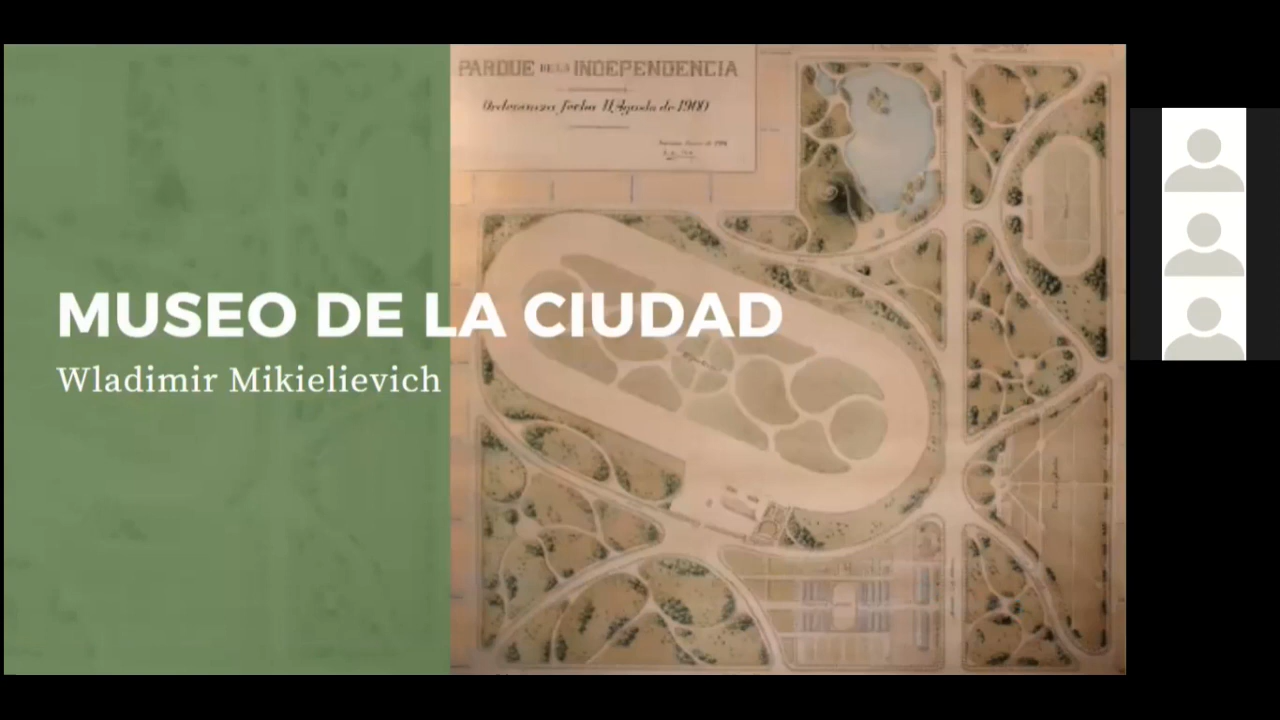 MUSEO DE LA CIUDAD
Wladimir Mikielievich
PARQUE DE LA INDEPENDENCIA
Ordenanza fecha 11 Agosto de 1900